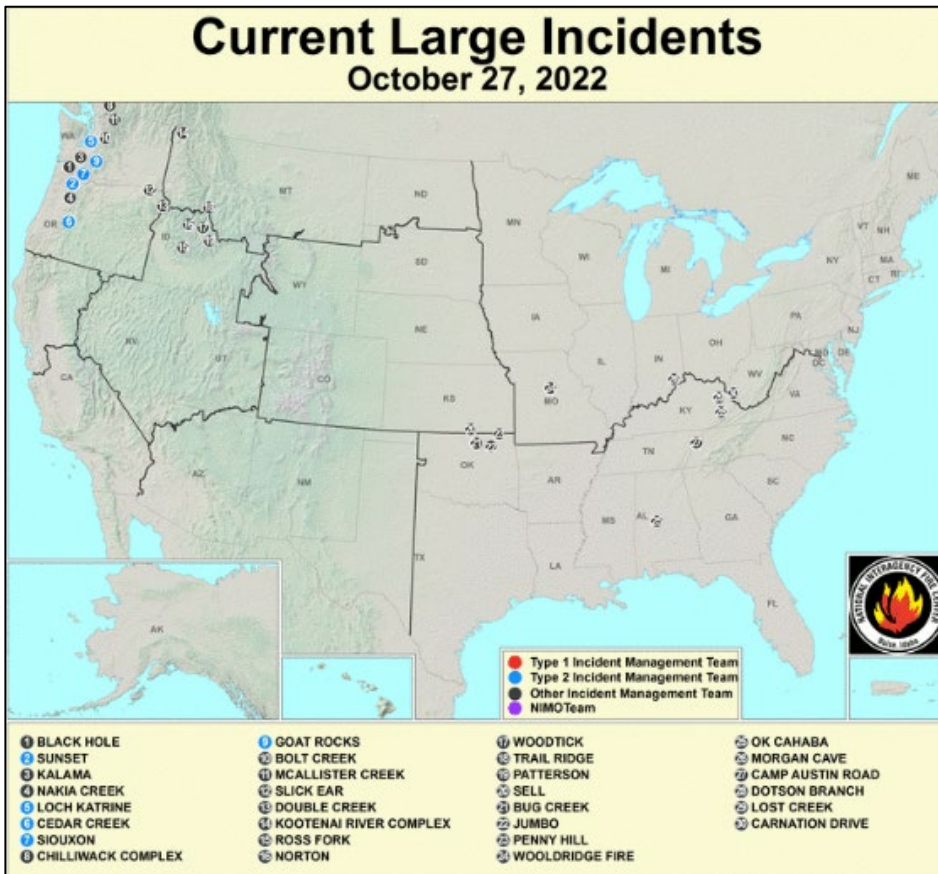 Current Large Incidents
October 27, 2022
WA
MT
ND
MN
ME
OR
ID
SD
WI
MI
VT
NH
NY
MA
CT
RI
WY
IA
NE
PA
NJ
NV
UT
CO
IL
IN
OH
MD
DE
DC
WV
CA
KS
MO
KY
VA
AZ
NM
OK
TN
NC
AR
SC
MS
AL
GA
TX
LA
FL
AK
NATIONAL INTERAGENCY FIRE CENTER
Boise, Idaho
Type 1 Incident Management Team
Type 2 Incident Management Team
Other Incident Management Team
NIMOTeam
1 BLACK HOLE
2 SUNSET
3 KALAMA
4 NAKIA CREEK
5 LOCH KATRINE
6 CEDAR CREEK
7 SIOUXON
8 CHILLIWACK COMPLEX
9 GOAT ROCKS
10 BOLT CREEK
11 MCALLISTER CREEK
12 SLICK EAR
13 DOUBLE CREEK
14 KOOTENAI RIVER COMPLEX
15 ROSS FORK
16 NORTON
17 WOODTICK
18 TRAIL RIDGE
19 PATTERSON
20 SELL
21 BUG CREEK
22 JUMBO
23 PENNY HILL
24 WOOLDRIDGE FIRE
25 OK CAHABA
26 MORGAN CAVE
27 CAMP AUSTIN ROAD
28 DOTSON BRANCH
29 LOST CREEK
30 CARNATION DRIVE